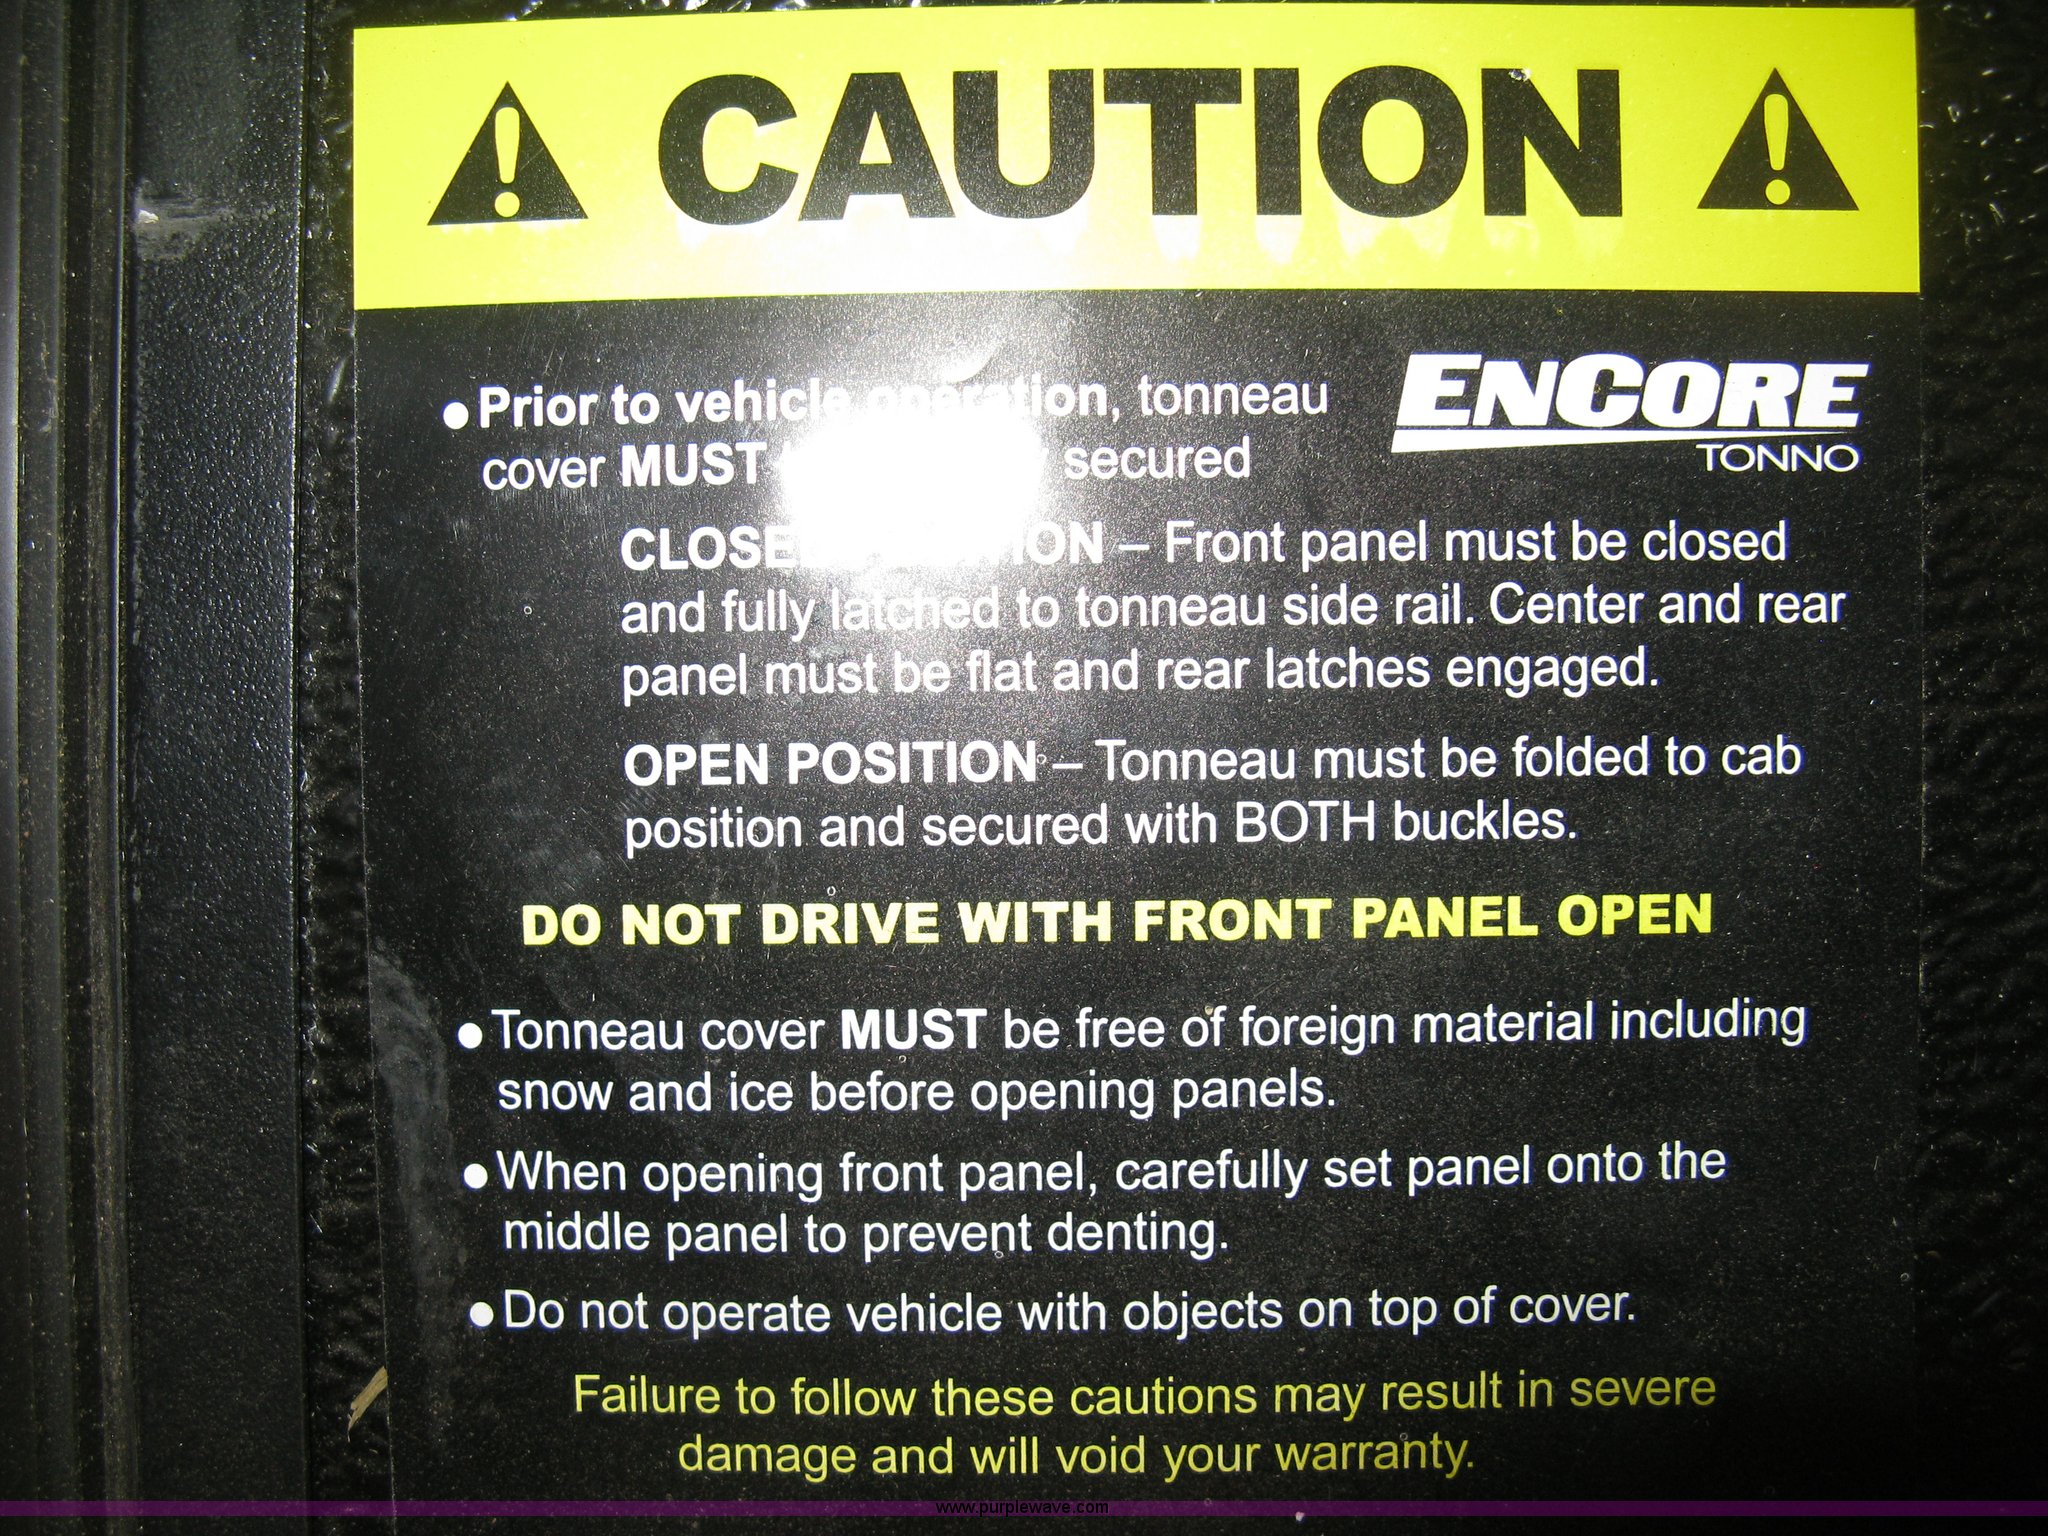 CAUTION
• Prior to vehicle operation, tonneau
ENCORE
TONNO
cover MUST secured
CLOSED POSITION – Front panel must be closed
and fully latched to tonneau side rail. Center and rear
panel must be flat and rear latches engaged.
OPEN POSITION – Tonneau must be folded to cab
position and secured with BOTH buckles.
DO NOT DRIVE WITH FRONT PANEL OPEN
• Tonneau cover MUST be free of foreign material including
snow and ice before opening panels.
• When opening front panel, carefully set panel onto the
middle panel to prevent denting.
• Do not operate vehicle with objects on top of cover.
Failure to follow these cautions may result in severe
damage and will void your warranty.
www.purplewave.com